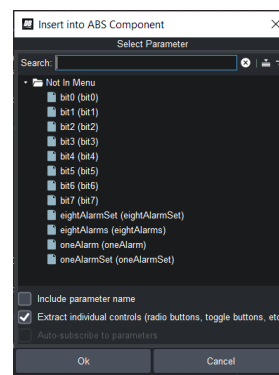 Insert into ABS Component
Select Parameter
Search:
Not In Menu
bit0 (bit0)
bit1 (bit1)
bit2 (bit2)
bit3 (bit3)
bit4 (bit4)
bit5 (bit5)
bit6 (bit6)
bit7 (bit7)
eightAlarmSet (eightAlarmSet)
eightAlarms (eightAlarms)
oneAlarm (oneAlarm)
oneAlarmSet (oneAlarmSet)
Include parameter name
Extract individual controls (radio buttons, toggle buttons, etc
Auto-subscribe to parameters
Ok Cancel